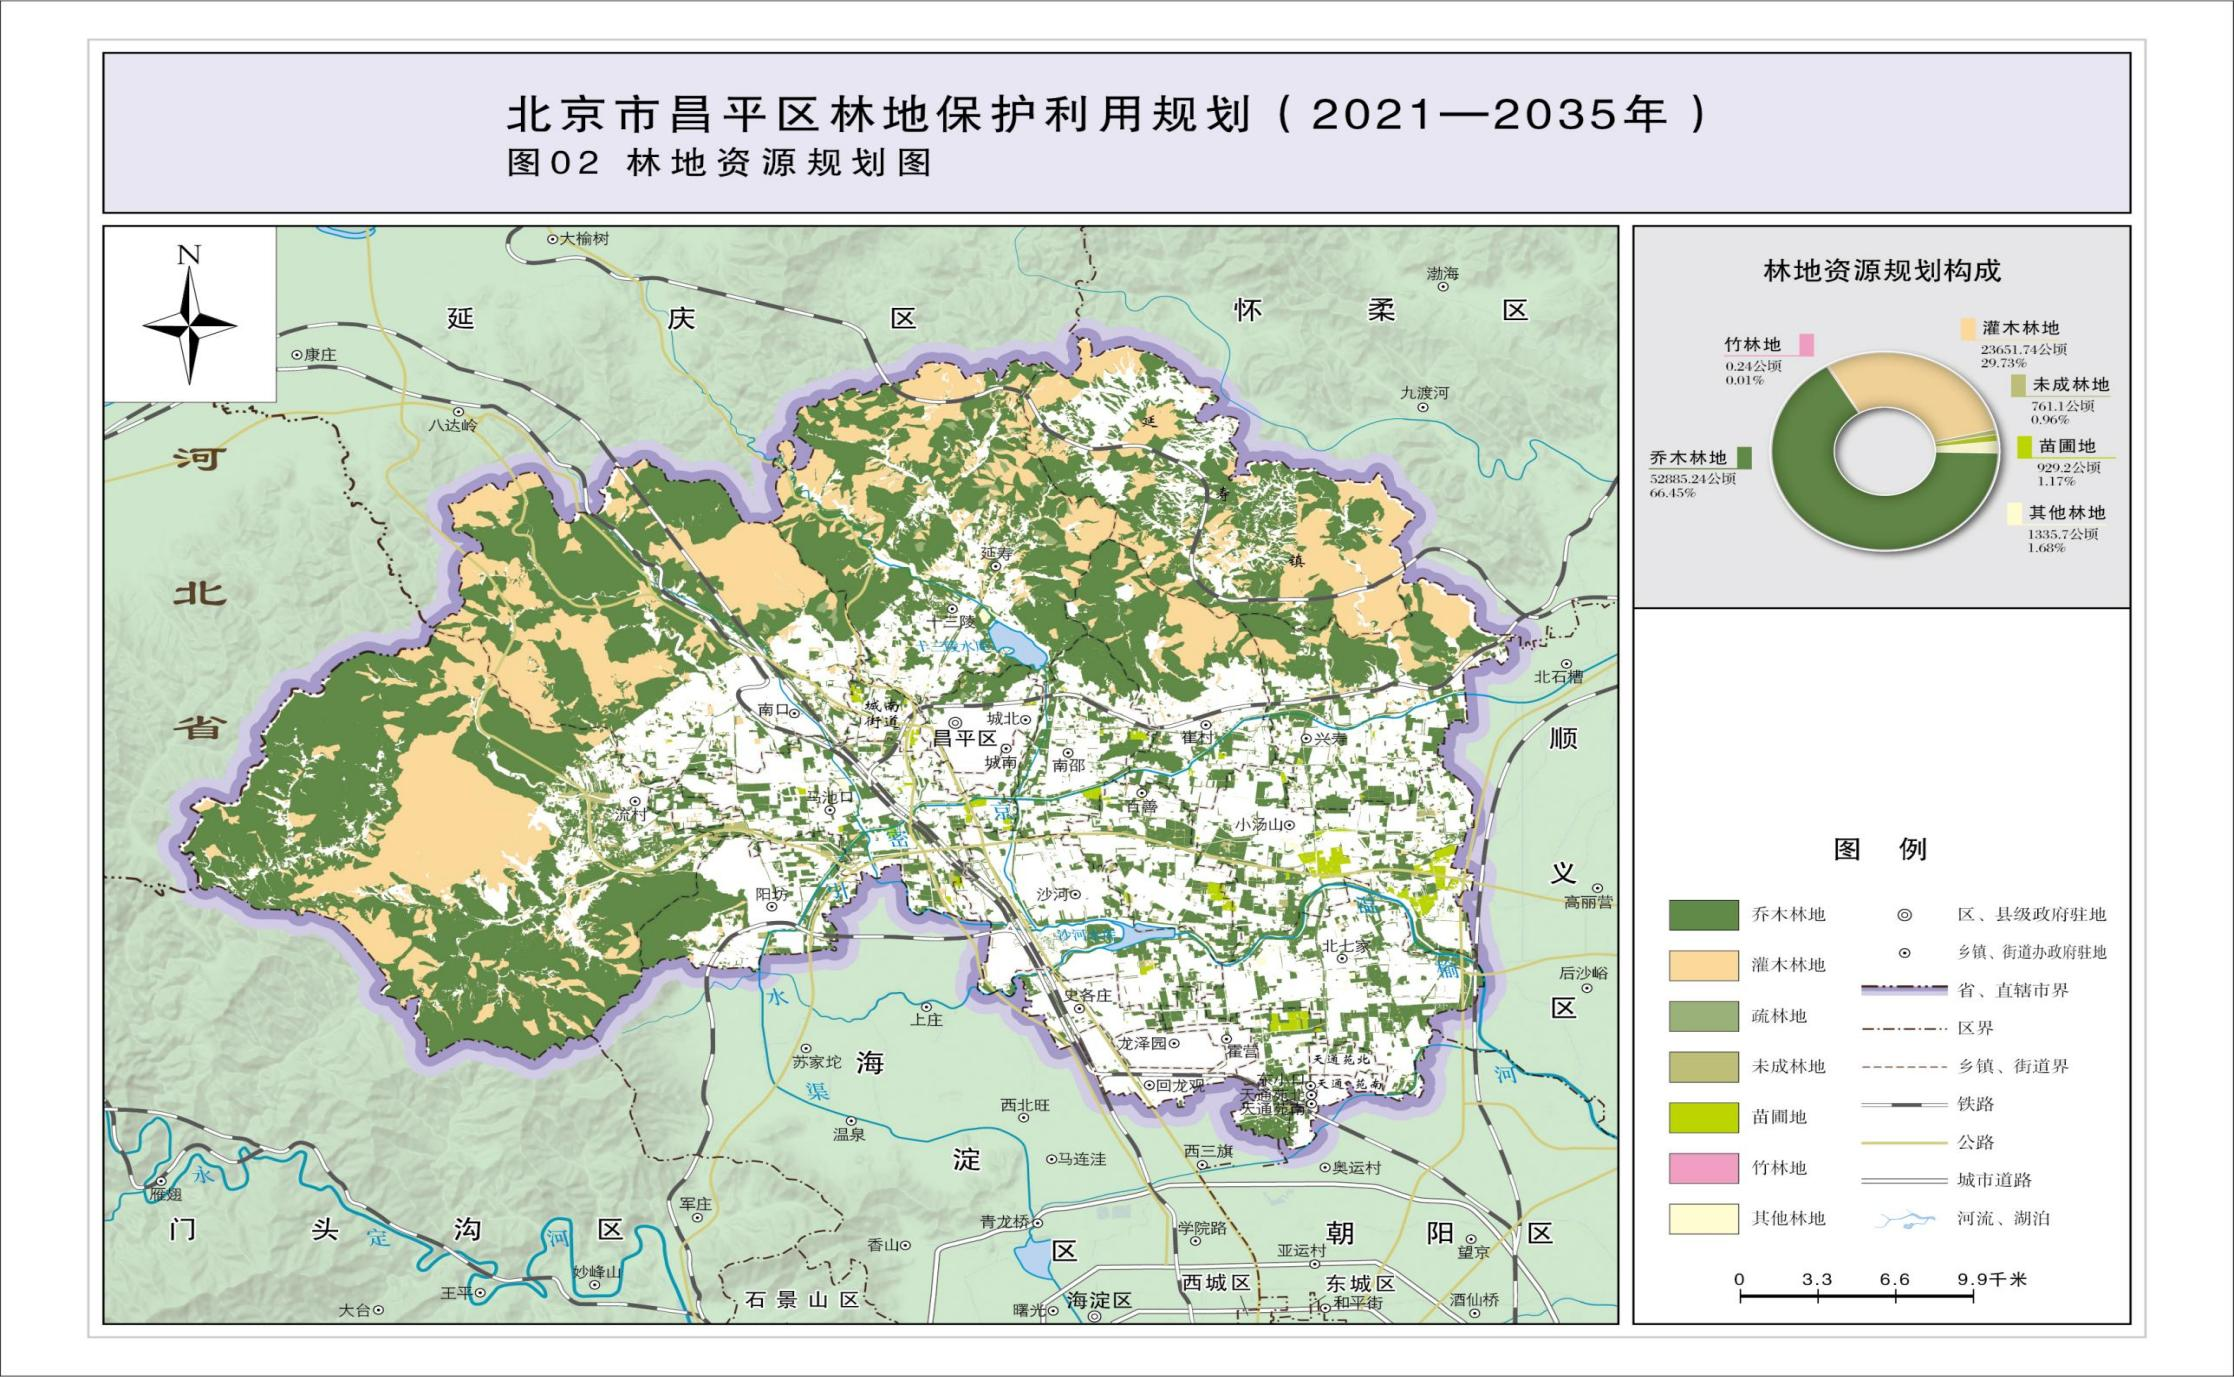 北京市昌平区林地保护利用规划（2021—2035年）
图02 林地资源规划图
N
大榆树
渤海
延 庆 区
怀 柔 区
康庄
九渡河
八达岭
河北省
延寿镇
延寿
十三陵
十三陵水库
北石槽
南口
城南街道
城北
昌平区
城南
南邵
崔村
兴寿
顺义区
马池口
流村
百善
小汤山
京密引水渠
阳坊
沙河
沙河水库
温榆河
高丽营
北七家
后沙峪
史各庄
上庄
龙泽园
霍营
天通苑北
天通苑南
东小口
天通苑北
天通苑南
回龙观
苏家坨
海淀区
西北旺
温泉
马连洼
西三旗
奥运村
雁翅
永定河
门 头 沟 区
军庄
青龙桥
学院路
香山
朝 阳 区
望京
亚运村
妙峰山
王平
大台
石景山区
西城区
东城区
曙光
海淀区
和平街
酒仙桥
林地资源规划构成
竹林地
0.24公顷
0.01%
灌木林地
23651.74公顷
29.73%
未成林地
761.1公顷
0.96%
苗圃地
929.2公顷
1.17%
乔木林地
52885.24公顷
66.45%
其他林地
1335.7公顷
1.68%
图 例
乔木林地
灌木林地
疏林地
未成林地
苗圃地
竹林地
其他林地
区、县级政府驻地
乡镇、街道办政府驻地
省、直辖市界
区界
乡镇、街道界
铁路
公路
城市道路
河流、湖泊
0 3.3 6.6 9.9千米